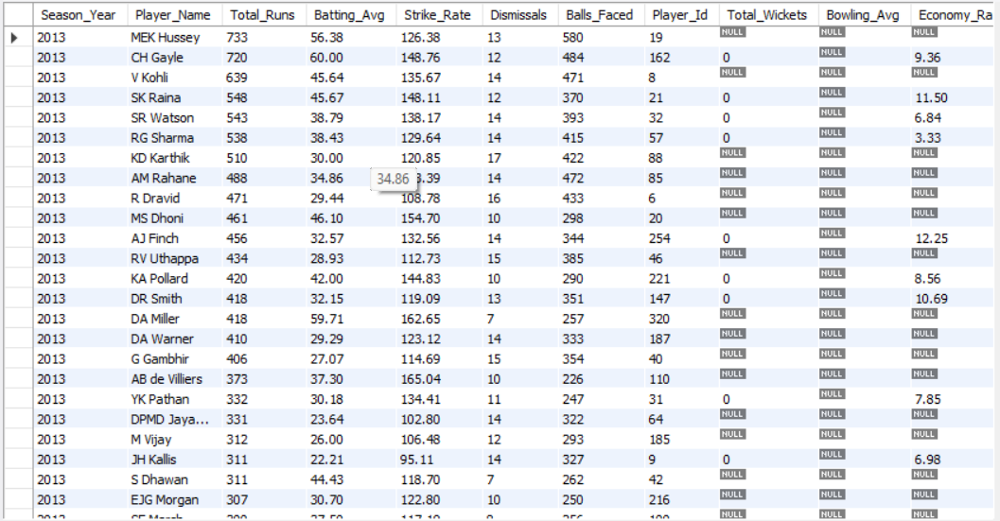 Season_Year Player_Name Total_Runs Batting_Avg Strike_Rate Dismissals Balls_Faced Player_Id Total_Wickets Bowling_Avg Economy_Ra
2013 MEK Hussey 733 56.38 126.38 13 580 19 NULL NULL NULL
2013 CH Gayle 720 60.00 148.76 12 484 162 0 NULL 9.36
2013 V Kohli 639 45.64 135.67 14 471 8 NULL NULL NULL
2013 SK Raina 548 45.67 148.11 12 370 21 0 NULL 11.50
2013 SR Watson 543 38.79 138.17 14 393 32 0 NULL 6.84
2013 RG Sharma 538 38.43 129.64 14 415 57 0 NULL 3.33
2013 KD Karthik 510 30.00 120.85 17 422 88 NULL NULL NULL
2013 AM Rahane 488 34.86 34.86 3.39 14 472 85 NULL NULL NULL
2013 R Dravid 471 29.44 108.78 16 433 6 NULL NULL NULL
2013 MS Dhoni 461 46.10 154.70 10 298 20 NULL NULL NULL
2013 AJ Finch 456 32.57 132.56 14 344 254 0 NULL 12.25
2013 RV Uthappa 434 28.93 112.73 15 385 46 NULL NULL NULL
2013 KA Pollard 420 42.00 144.83 10 290 221 0 NULL 8.56
2013 DR Smith 418 32.15 119.09 13 351 147 0 NULL 10.69
2013 DA Miller 418 59.71 162.65 7 257 320 NULL NULL NULL
2013 DA Warner 410 29.29 123.12 14 333 187 NULL NULL NULL
2013 G Gambhir 406 27.07 114.69 15 354 40 NULL NULL NULL
2013 AB de Villiers 373 37.30 165.04 10 226 110 NULL NULL NULL
2013 YK Pathan 332 30.18 134.41 11 247 31 0 NULL 7.85
2013 DPMD Jaya... 331 23.64 102.80 14 322 64 NULL NULL NULL
2013 M Vijay 312 26.00 106.48 12 293 185 NULL NULL NULL
2013 JH Kallis 311 22.21 95.11 14 327 9 0 NULL 6.98
2013 S Dhawan 311 44.43 118.70 7 262 42 NULL NULL NULL
2013 EJG Morgan 307 30.70 122.80 10 250 216 NULL NULL NULL
2013 NULL NULL NULL